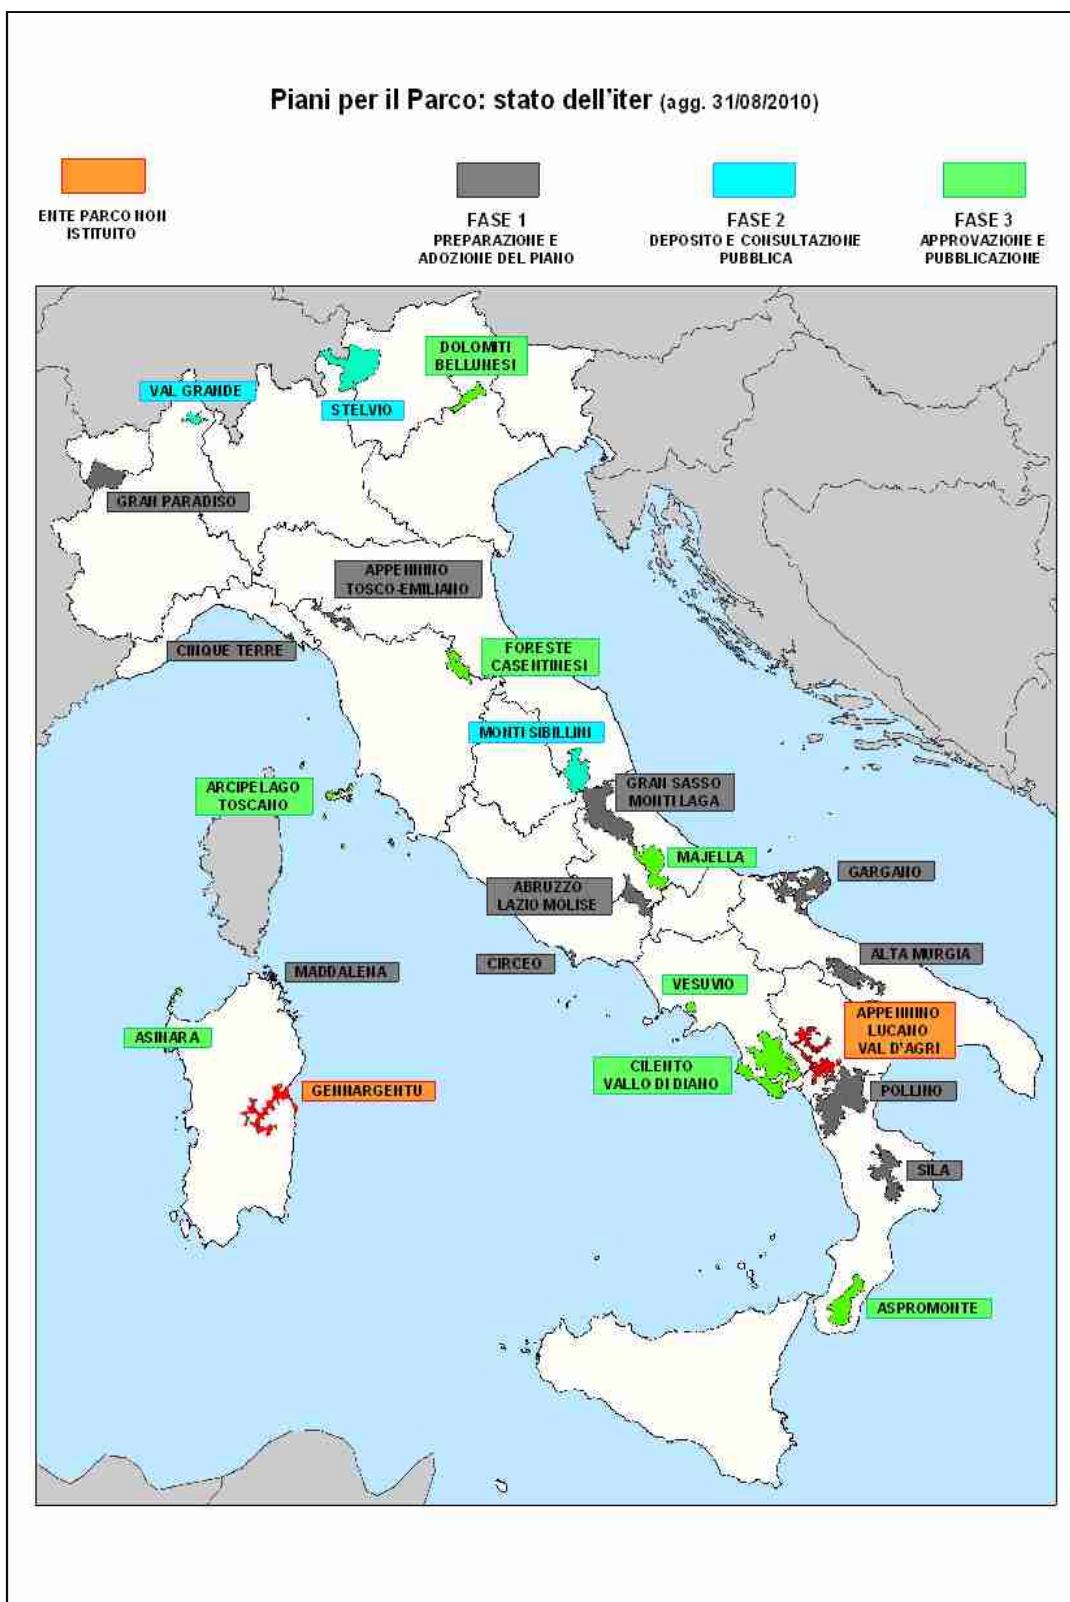 Piani per il Parco: stato dell'iter (agg. 31/08/2010)
ENTE PARCO NON
ISTITUITO
FASE 1
PREPARAZIONE E
ADOZIONE DEL PIANO
FASE 2
DEPOSITO E CONSULTAZIONE
PUBBLICA
FASE 3
APPROVAZIONE E
PUBBLICAZIONE
DOLOMITI
BELLUNESI
VAL GRANDE
STELVIO
GRAN PARADISO
APPENNINO
TOSCO-EMILIANO
CINQUE TERRE
FORESTE
CASENTINESI
MONTI SIBILLINI
ARCIPELAGO
TOSCANO
GRAN SASSO
MONTI LAGA
MAJELLA
GARGANO
ABRUZZO
LAZIO MOLISE
CIRCEO
ALTA MURGIA
MADDALENA
VESUVIO
ASINARA
APPENNINO
LUCANO
VAL D'AGRI
CILENTO
VALLO DI DIANO
GENNARGENTU
POLLINO
SILA
ASPROMONTE